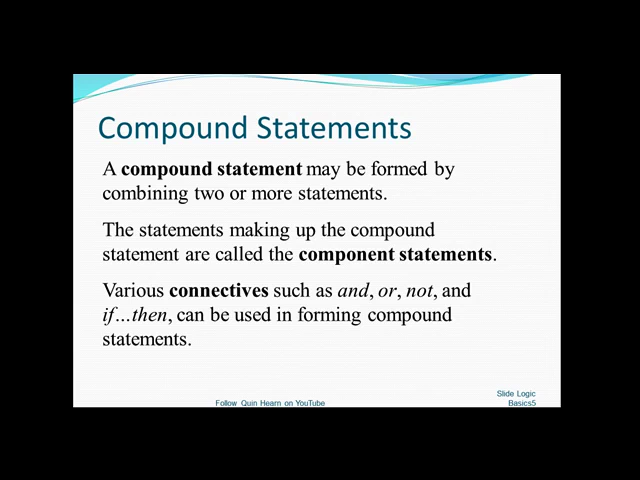 Compound Statements
A compound statement may be formed by
combining two or more statements.
The statements making up the compound
statement are called the component statements.
Various connectives such as and, or, not, and
if…then, can be used in forming compound
statements.
Follow Quin Hearn on YouTube
Slide Logic
Basics5